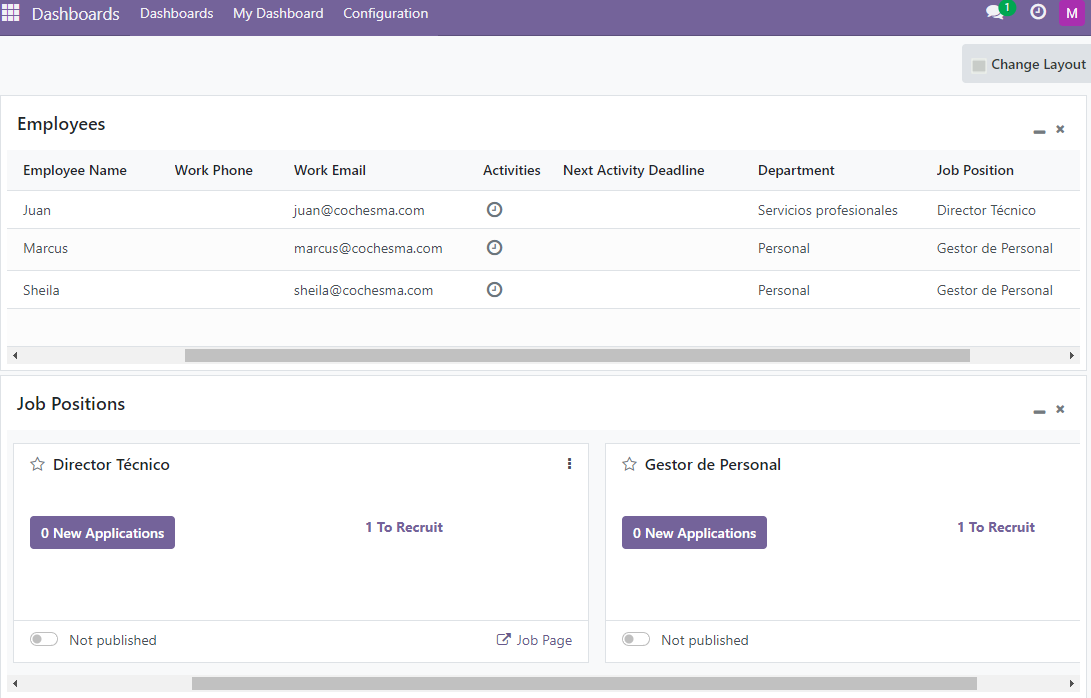 Dashboards Dashboards My Dashboard Configuration 1 M
Change Layout
Employees
Employee Name Work Phone Work Email Activities Next Activity Deadline Department Job Position
Juan juan@cochesma.com Servicios profesionales Director Técnico
Marcus marcus@cochesma.com Personal Gestor de Personal
Sheila sheila@cochesma.com Personal Gestor de Personal
Job Positions
Director Técnico Gestor de Personal
0 New Applications 1 To Recruit 0 New Applications 1 To Recruit
Not published Job Page Not published